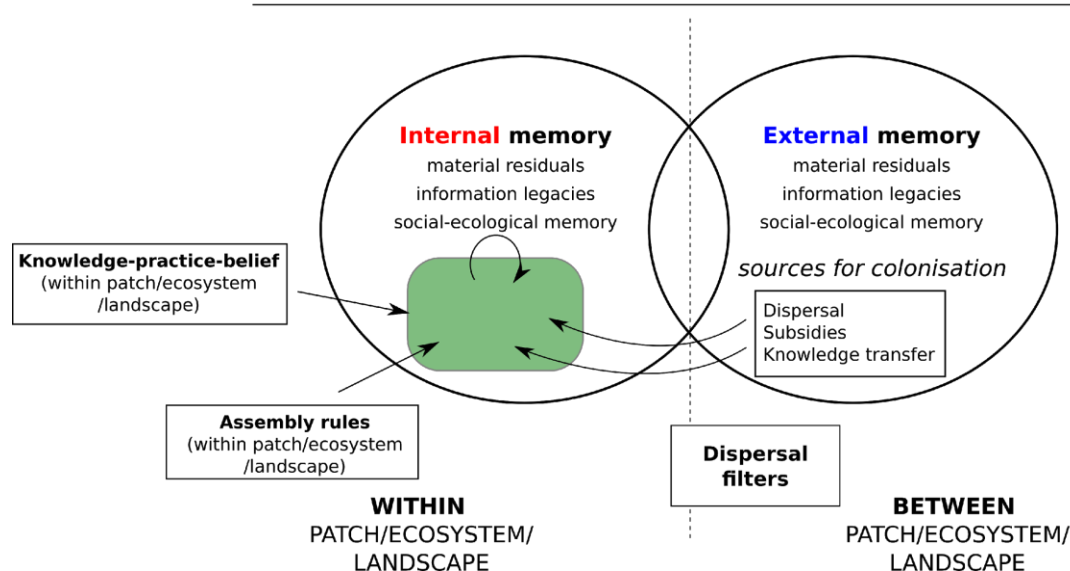 Internal memory
material residuals
information legacies
social-ecological memory
External memory
material residuals
information legacies
social-ecological memory
sources for colonisation
Knowledge-practice-belief
(within patch/ecosystem
/landscape)
Dispersal
Subsidies
Knowledge transfer
Assembly rules
(within patch/ecosystem
/landscape)
Dispersal
filters
WITHIN
PATCH/ECOSYSTEM/
LANDSCAPE
BETWEEN
PATCH/ECOSYSTEM/
LANDSCAPE